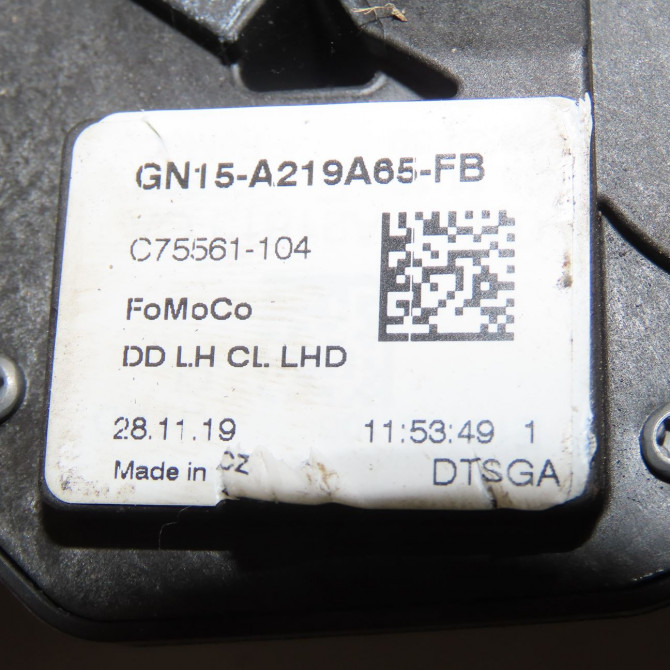 GN15-A219A65-FB
C75561-104
FoMoCo
DD LH CL LHD
28.11.19 11:53:49 1
Made in CZ
DTSGA